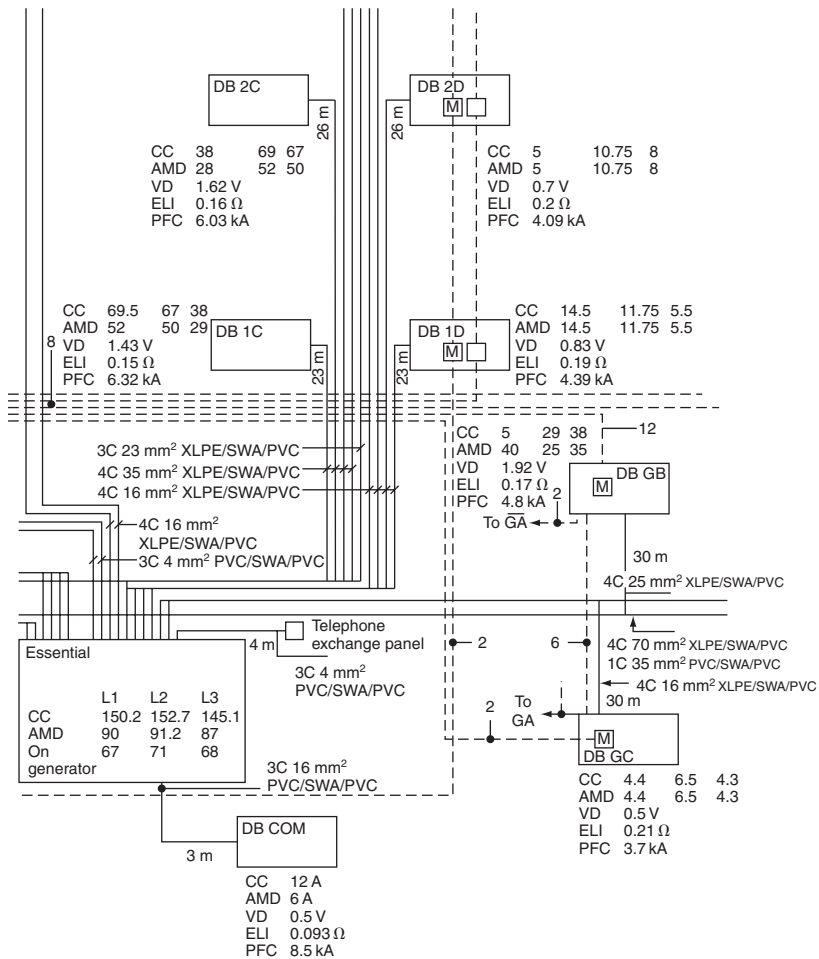 DB 2C
26 m
CC 38 69 67
AMD 28 52 50
VD 1.62 V
ELI 0.16 Ω
PFC 6.03 kA
26 m
DB 2D
M
CC 5 10.75 8
AMD 5 10.75 8
VD 0.7 V
ELI 0.2 Ω
PFC 4.09 kA
CC 69.5 67 38
AMD 52 50 29
VD 1.43 V
ELI 0.15 Ω
PFC 6.32 kA
8
DB 1C
23 m
DB 1D
M
23 m
CC 14.5 11.75 5.5
AMD 14.5 11.75 5.5
VD 0.83 V
ELI 0.19 Ω
PFC 4.39 kA
3C 23 mm² XLPE/SWA/PVC
4C 35 mm² XLPE/SWA/PVC
4C 16 mm² XLPE/SWA/PVC
4C 16 mm²
XLPE/SWA/PVC
3C 4 mm² PVC/SWA/PVC
CC 5 29 38
AMD 40 25 35
VD 1.92 V
ELI 0.17 Ω
PFC 4.8 kA
12
DB GB
M
2
To GA
30 m
4C 25 mm² XLPE/SWA/PVC
4C 70 mm² XLPE/SWA/PVC
1C 35 mm² PVC/SWA/PVC
4C 16 mm² XLPE/SWA/PVC
30 m
Telephone
exchange panel
4 m
3C 4 mm²
PVC/SWA/PVC
2
6
2
To
GA
M
DB GC
CC 4.4 6.5 4.3
AMD 4.4 6.5 4.3
VD 0.5 V
ELI 0.21 Ω
PFC 3.7 kA
Essential
L1 L2 L3
CC 150.2 152.7 145.1
AMD 90 91.2 87
On 67 71 68
generator
3C 16 mm²
PVC/SWA/PVC
3 m
DB COM
CC 12 A
AMD 6 A
VD 0.5 V
ELI 0.093 Ω
PFC 8.5 kA